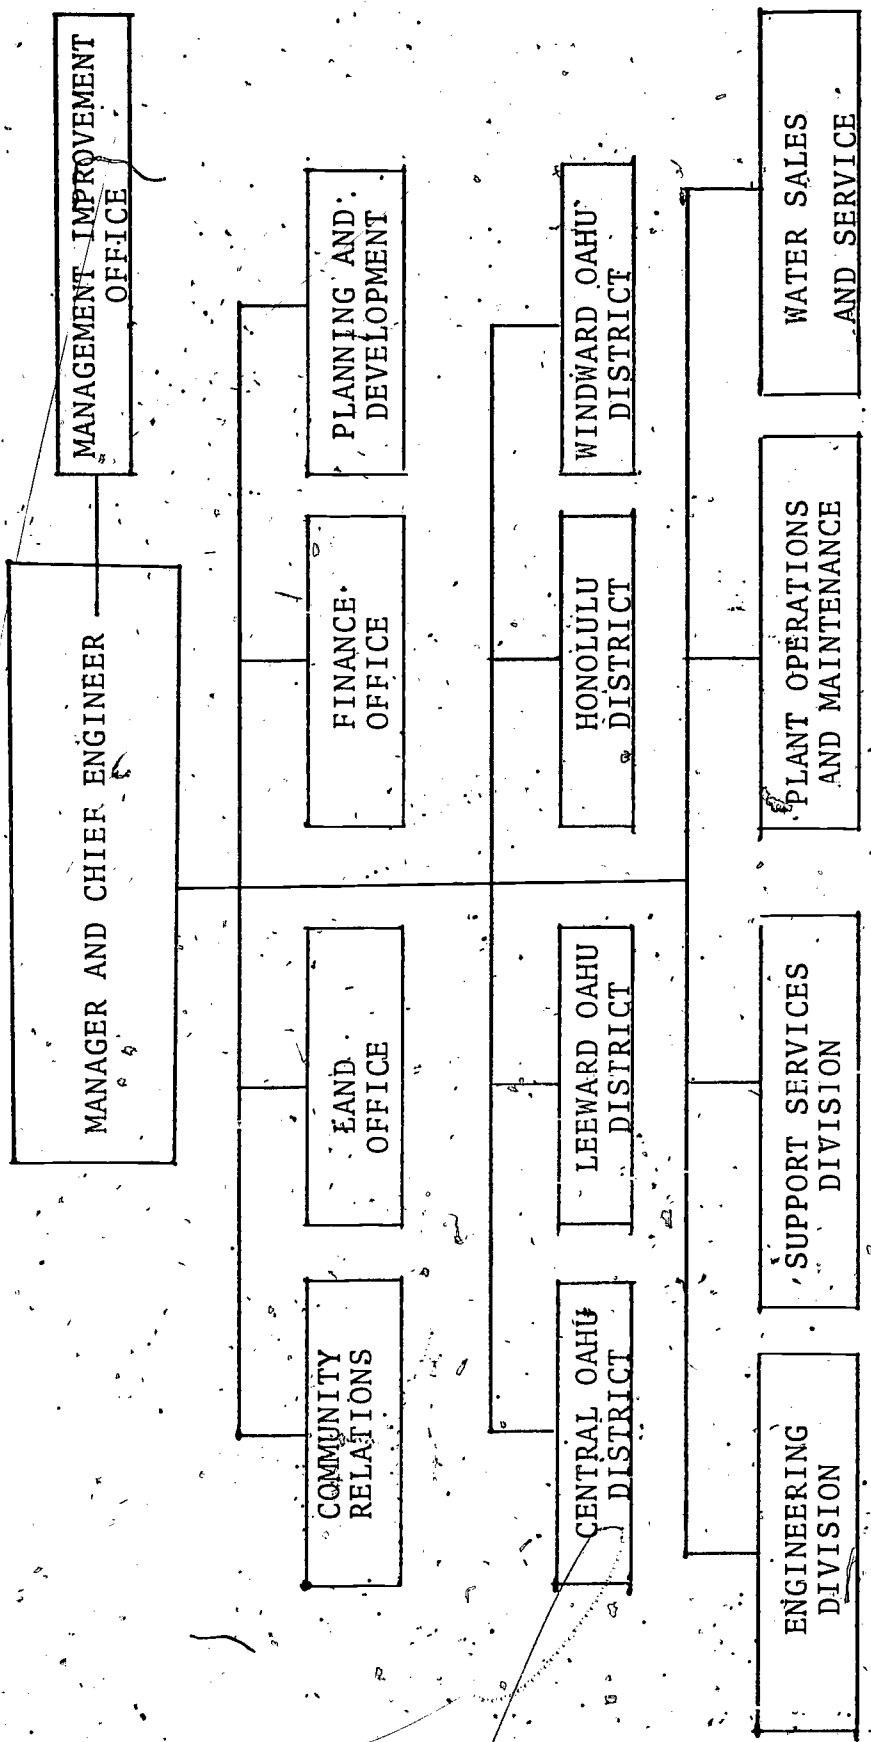 MANAGER AND CHIEF ENGINEER
MANAGEMENT IMPROVEMENT
OFFICE
COMMUNITY
RELATIONS
LAND
OFFICE
FINANCE
OFFICE
PLANNING AND
DEVELOPMENT
CENTRAL OAHU
DISTRICT
LEEWARD OAHU
DISTRICT
HONOLULU
DISTRICT
WINDWARD OAHU
DISTRICT
ENGINEERING
DIVISION
SUPPORT SERVICES
DIVISION
PLANT OPERATIONS
AND MAINTENANCE
WATER SALES
AND SERVICE